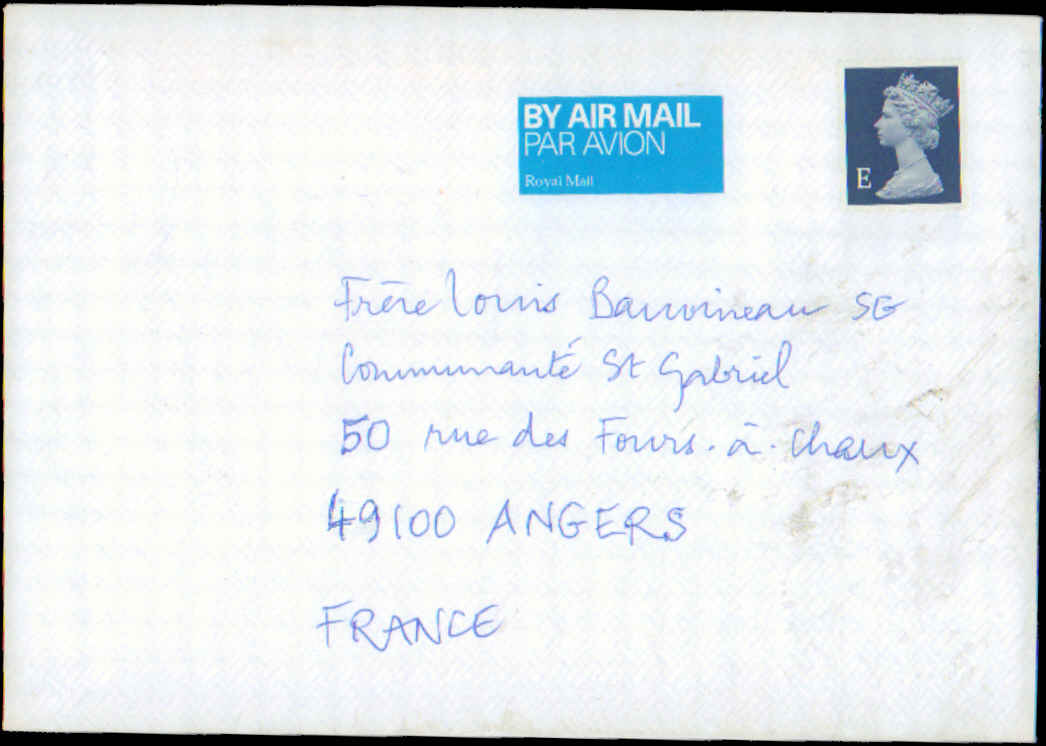 BY AIR MAIL
PAR AVION
Royal Mail
E
Frère Louis Bauvineau SG
Communauté St Gabriel
50 rue des Fours-à-Chaux
49100 ANGERS
FRANCE